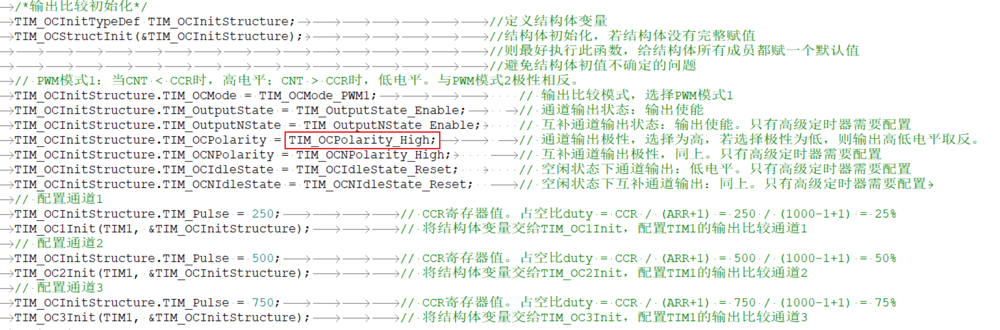 /*输出比较初始化*/
TIM_OCInitTypeDef TIM_OCInitStructure; //定义结构体变量
TIM_OCStructInit(&TIM_OCInitStructure); //结构体初始化，若结构体没有完整赋值
//则最好执行此函数，给结构体所有成员都赋一个默认值
//避免结构体初值不确定的问题
// PWM模式1：当CNT < CCR时，高电平；CNT > CCR时，低电平。与PWM模式2极性相反。
TIM_OCInitStructure.TIM_OCMode = TIM_OCMode_PWM1; // 输出比较模式，选择PWM模式1
TIM_OCInitStructure.TIM_OutputState = TIM_OutputState_Enable; // 通道输出状态：输出使能
TIM_OCInitStructure.TIM_OutputNState = TIM_OutputNState_Enable; // 互补通道输出状态：输出使能。只有高级定时器需要配置
TIM_OCInitStructure.TIM_OCPolarity = TIM_OCPolarity_High; // 通道输出极性，选择为高，若选择极性为低，则输出高低电平取反。
TIM_OCInitStructure.TIM_OCNPolarity = TIM_OCNPolarity_High; // 互补通道输出极性，同上。只有高级定时器需要配置
TIM_OCInitStructure.TIM_OCIdleState = TIM_OCIdleState_Reset; // 空闲状态下通道输出：低电平。只有高级定时器需要配置
TIM_OCInitStructure.TIM_OCNIdleState = TIM_OCNIdleState_Reset; // 空闲状态下互补通道输出：同上。只有高级定时器需要配置
// 配置通道1
TIM_OCInitStructure.TIM_Pulse = 250; // CCR寄存器值。占空比duty = CCR / (ARR+1) = 250 / (1000-1+1) = 25%
TIM_OC1Init(TIM1, &TIM_OCInitStructure); // 将结构体变量交给TIM_OC1Init，配置TIM1的输出比较通道1
// 配置通道2
TIM_OCInitStructure.TIM_Pulse = 500; // CCR寄存器值。占空比duty = CCR / (ARR+1) = 500 / (1000-1+1) = 50%
TIM_OC2Init(TIM1, &TIM_OCInitStructure); // 将结构体变量交给TIM_OC2Init，配置TIM1的输出比较通道2
// 配置通道3
TIM_OCInitStructure.TIM_Pulse = 750; // CCR寄存器值。占空比duty = CCR / (ARR+1) = 750 / (1000-1+1) = 75%
TIM_OC3Init(TIM1, &TIM_OCInitStructure); // 将结构体变量交给TIM_OC3Init，配置TIM1的输出比较通道3